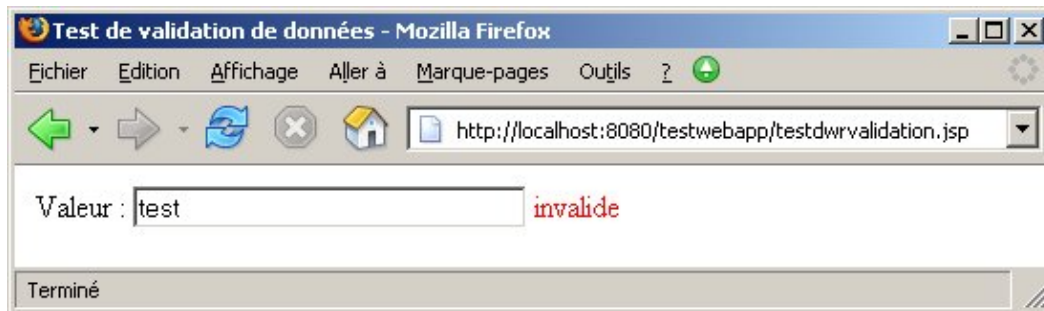 Test de validation de données - Mozilla Firefox
Fichier Edition Affichage Aller à Marque-pages Outils ?
http://localhost:8080/testwebapp/testdwrvalidation.jsp
Valeur : test invalide
Terminé